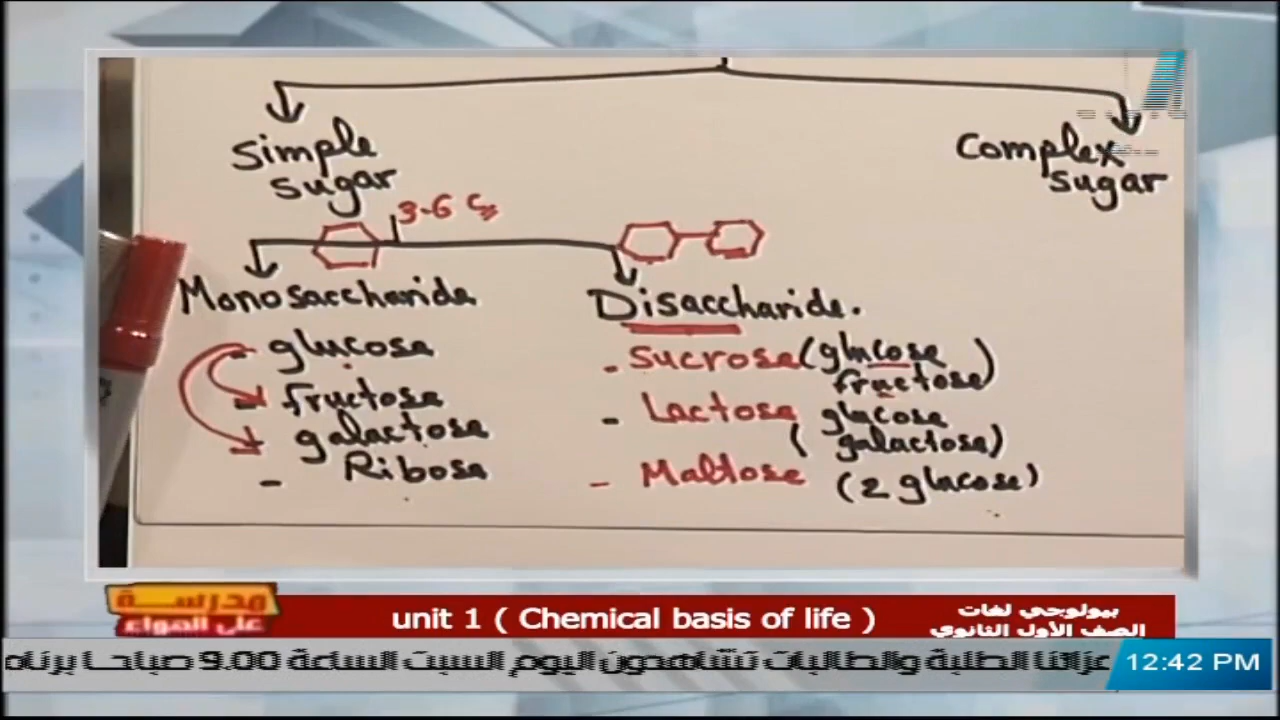 Simple
sugar
Complex
sugar
3-6 C
Monosaccharide
Disaccharide.
- glucose
- fructose
- galactose
- Ribose
- Sucrose (glucose
fructose)
- Lactose glucose
(galactose)
- Maltose (2 glucose)
مدرسة
على الهواء
unit 1 ( Chemical basis of life )
بيولوجي لغات
الصف الأول الثانوي
عزائنا الطلبة والطالبات تشاهدون اليوم السبت الساعة 9.00 صباحا برنام
12:42 PM